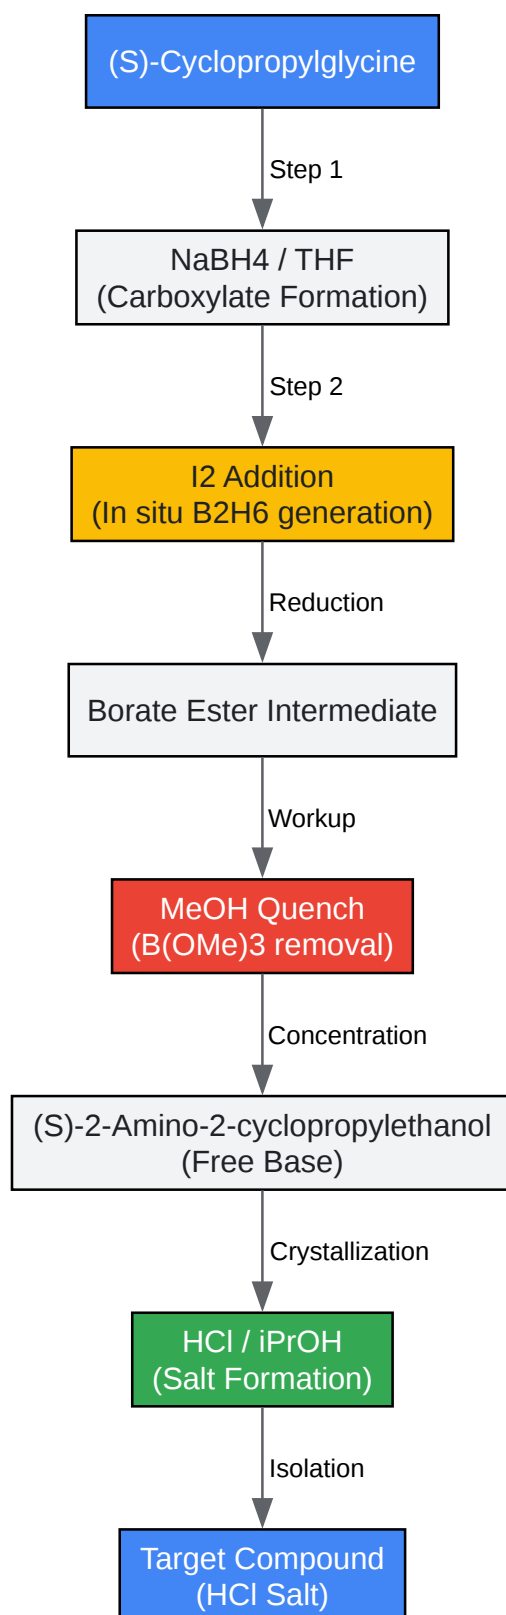 (S)-Cyclopropylglycine
Step 1
NaBH4 / THF
(Carboxylate Formation)
Step 2
I2 Addition
(In situ B2H6 generation)
Reduction
Borate Ester Intermediate
Workup
MeOH Quench
(B(OMe)3 removal)
Concentration
(S)-2-Amino-2-cyclopropylethanol
(Free Base)
Crystallization
HCl / iPrOH
(Salt Formation)
Isolation
Target Compound
(HCl Salt)